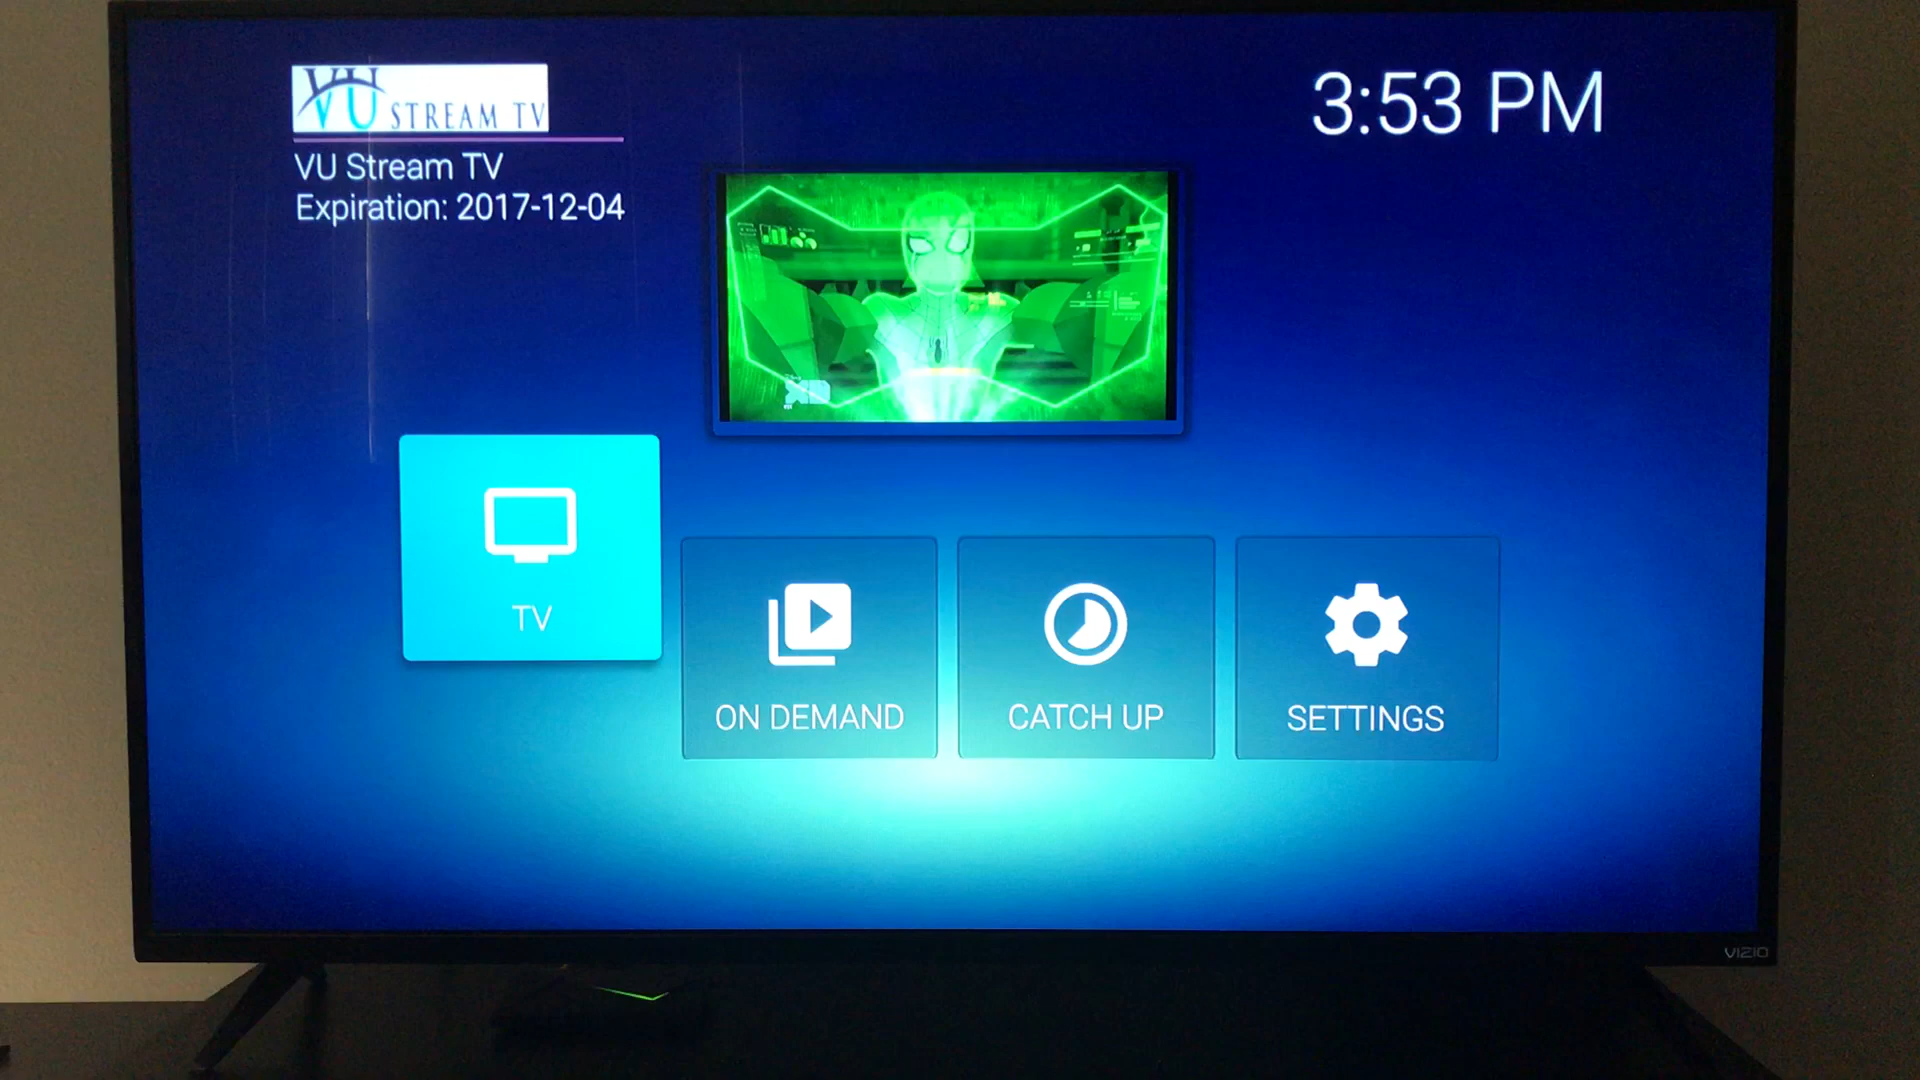 VU STREAM TV
3:53 PM
VU Stream TV
Expiration: 2017-12-04
XD
TV
ON DEMAND
CATCH UP
SETTINGS
VIZIO